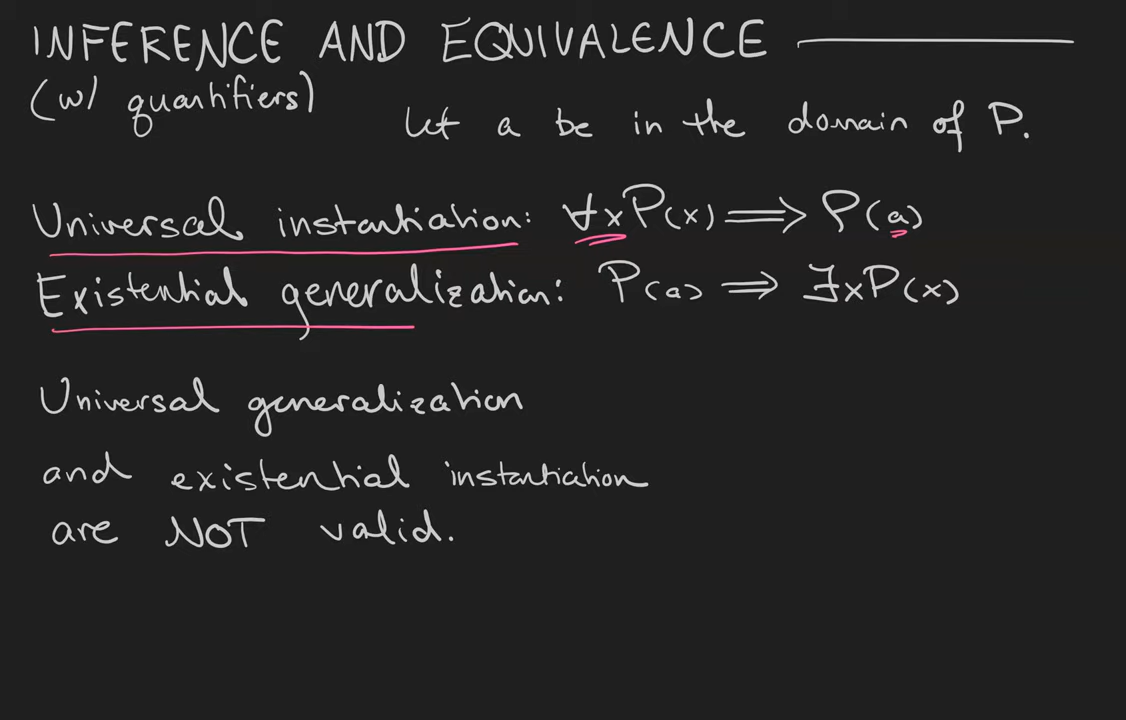 INFERENCE AND EQUIVALENCE
(w/ quantifiers)
Let a be in the domain of P.
Universal instantiation: ∀xP(x) ⟹ P(a)
Existential generalization: P(a) ⟹ ∃xP(x)
Universal generalization
and existential instantiation
are NOT valid.